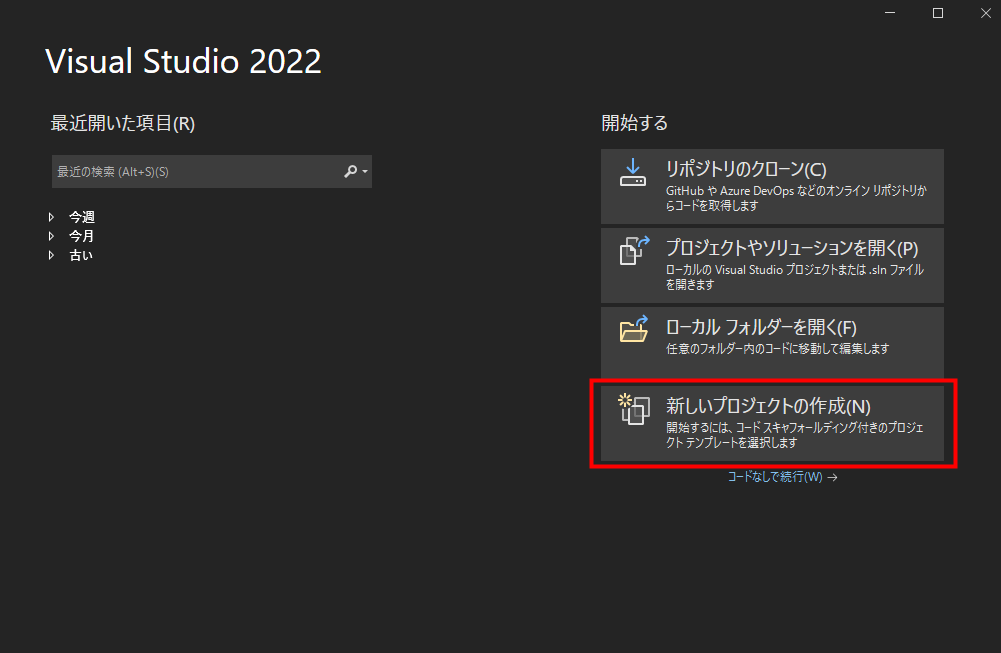 Visual Studio 2022
最近開いた項目(R)
最近の検索 (Alt+S)(S)
今週
今月
古い
開始する
リポジトリのクローン(C)
GitHub や Azure DevOps などのオンライン リポジトリか
らコードを取得します
プロジェクトやソリューションを開く(P)
ローカルの Visual Studio プロジェクトまたは .sln ファイル
を開きます
ローカル フォルダーを開く(F)
任意のフォルダー内のコードに移動して編集します
新しいプロジェクトの作成(N)
開始するには、コード スキャフォールディング付きのプロジェ
クト テンプレートを選択します
コードなしで続行(W) →